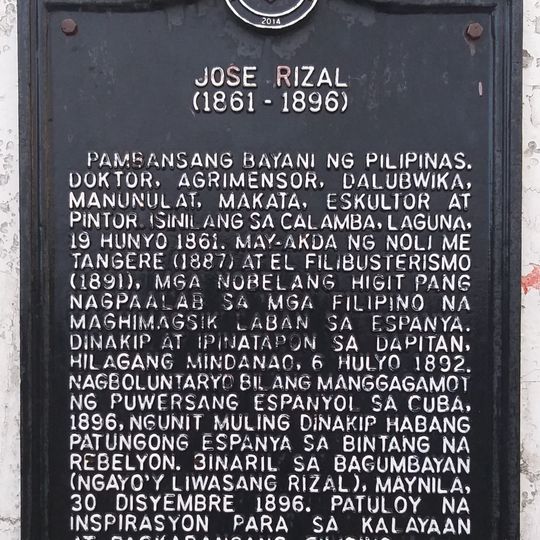 2014
JOSE RIZAL
(1861 - 1896)
PAMBANSANG BAYANI NG PILIPINAS.
DOKTOR, AGRIMENSOR, DALUBWIKA,
MANUNULAT, MAKATA, ESKULTOR AT
PINTOR. ISINILANG SA CALAMBA, LAGUNA,
19 HUNYO 1861. MAY-AKDA NG NOLI ME
TANGERE (1887) AT EL FILIBUSTERISMO
(1891), MGA NOBELANG HIGIT PANG
NAGPAALAB SA MGA FILIPINO NA
MAGHIMAGSIK LABAN SA ESPANYA.
DINAKIP AT IPINATAPON SA DAPITAN,
HILAGANG MINDANAO, 6 HULYO 1892.
NAGBOLUNTARYO BILANG MANGGAGAMOT
NG PUWERSANG ESPANYOL SA CUBA,
1896, NGUNIT MULING DINAKIP HABANG
PATUNGONG ESPANYA SA BINTANG NA
REBELYON. BINARIL SA BAGUMBAYAN
(NGAYO'Y LIWASANG RIZAL), MAYNILA,
30 DISYEMBRE 1896. PATULOY NA
INSPIRASYON PARA SA KALAYAAN